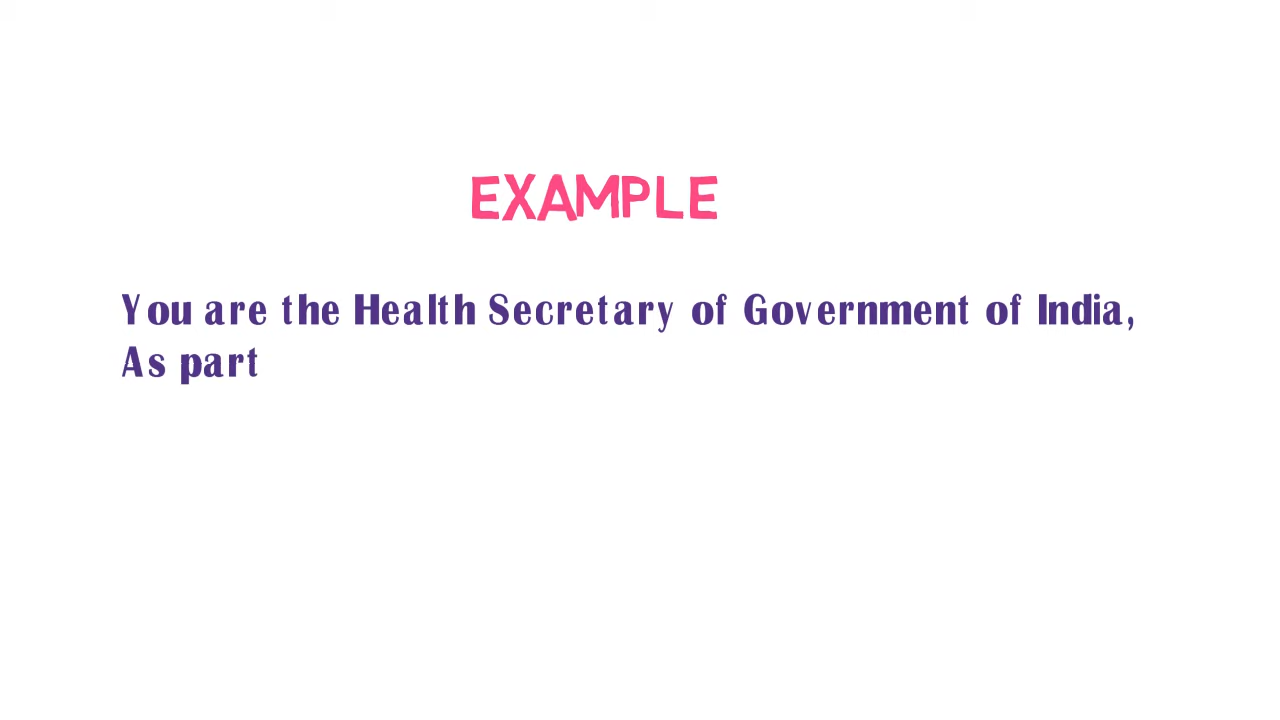 EXAMPLE
You are the Health Secretary of Government of India,
As part